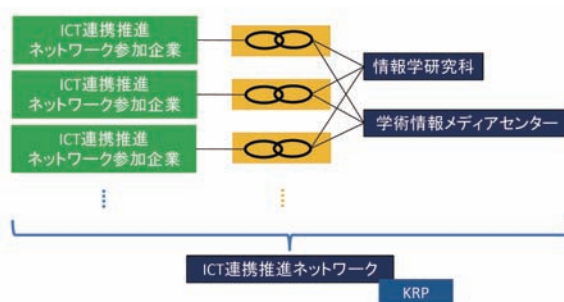 ICT連携推進
ネットワーク参加企業
ICT連携推進
ネットワーク参加企業
ICT連携推進
ネットワーク参加企業
情報学研究科
学術情報メディアセンター
ICT連携推進ネットワーク
KRP